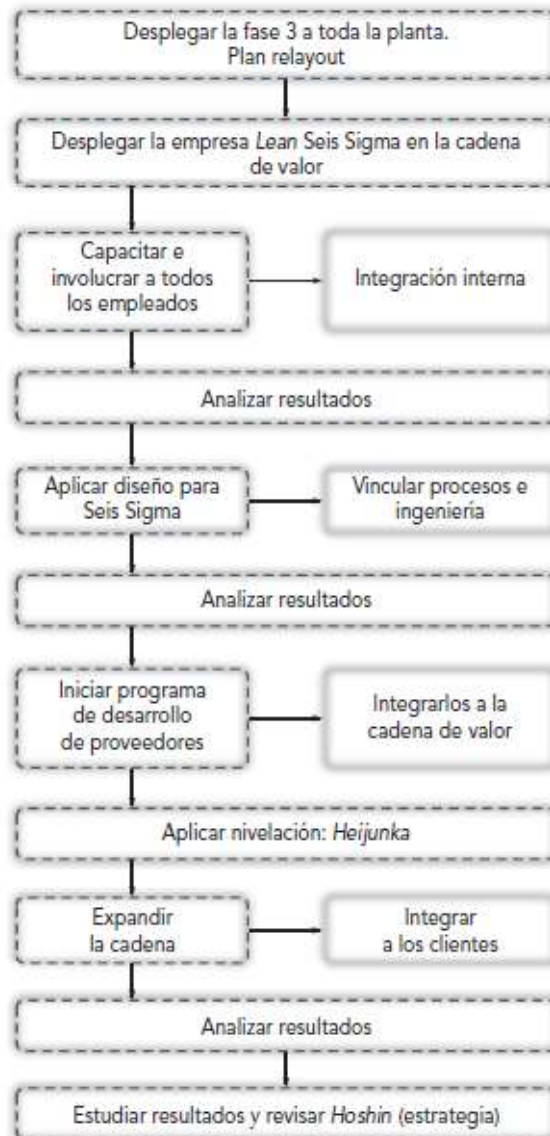 Desplegar la fase 3 a toda la planta.
Plan relayout
Desplegar la empresa Lean Seis Sigma en la cadena
de valor
Capacitar e
involucrar a todos
los empleados
Integración interna
Analizar resultados
Aplicar diseño para
Seis Sigma
Vincular procesos e
ingeniería
Analizar resultados
Iniciar programa
de desarrollo
de proveedores
Integrarlos a la
cadena de valor
Aplicar nivelación: Heijunka
Expandir
la cadena
Integrar
a los clientes
Analizar resultados
Estudiar resultados y revisar Hoshin (estrategia)